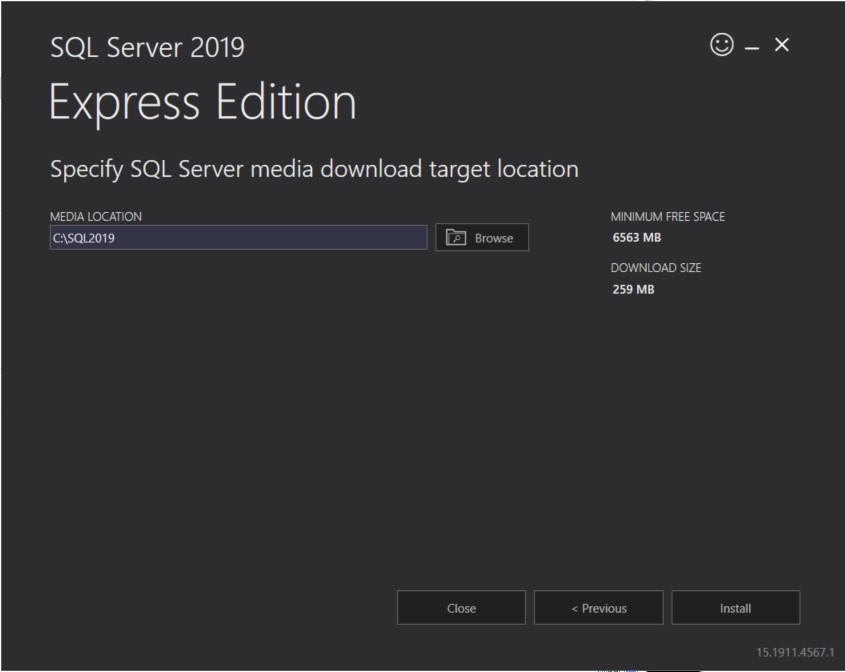 SQL Server 2019
Express Edition
Specify SQL Server media download target location
MEDIA LOCATION
C:\SQL2019
Browse
MINIMUM FREE SPACE
6563 MB
DOWNLOAD SIZE
259 MB
Close
< Previous
Install
15.1911.4567.1